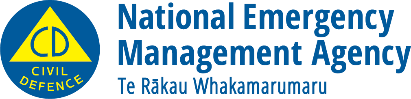 CD
CIVIL
DEFENCE
National Emergency
Management Agency
Te Rākau Whakamarumaru